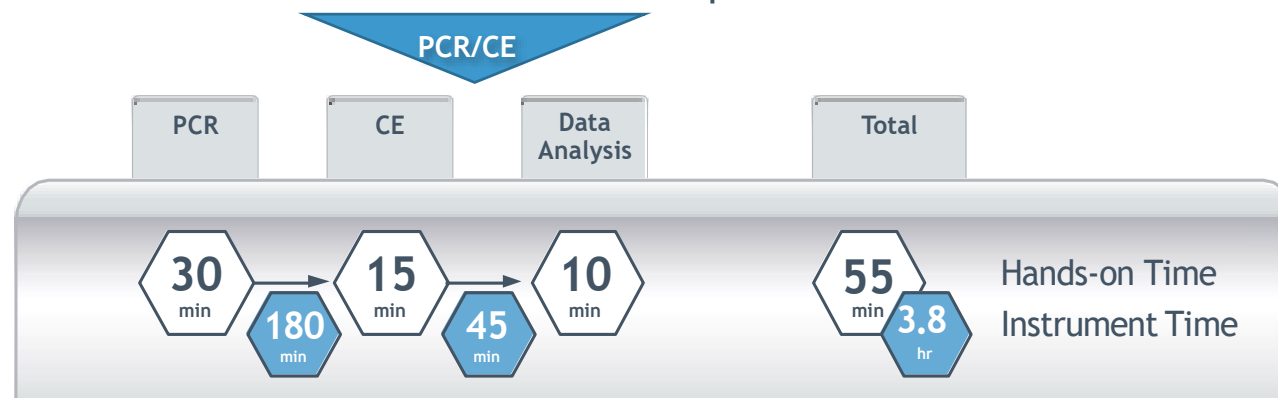 PCR/CE
PCR
CE
Data
Analysis
Total
30
min
180
min
15
min
45
min
10
min
55
min
3.8
hr
Hands-on Time
Instrument Time